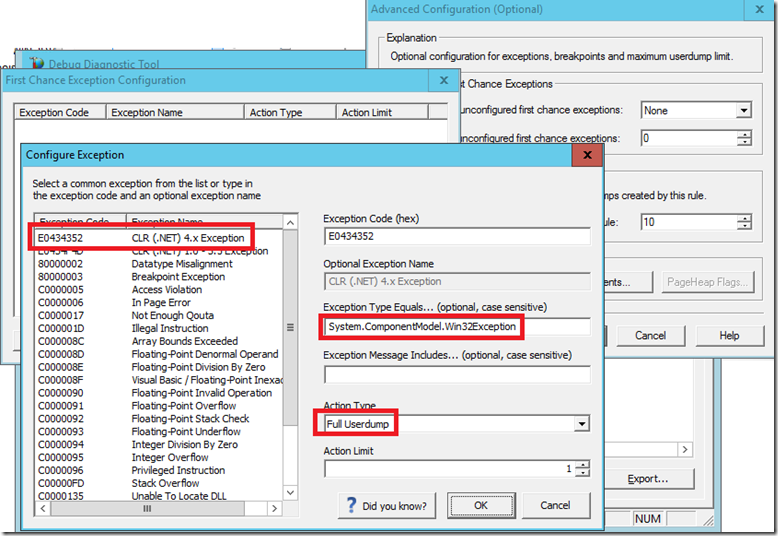 Advanced Configuration (Optional)
Explanation
Optional configuration for exceptions, breakpoints and maximum userdump limit.
Debug Diagnostic Tool
First Chance Exception Configuration
Exception Code Exception Name Action Type Action Limit
st Chance Exceptions
unconfigured first chance exceptions: None
unconfigured first chance exceptions: 0
mps created by this rule.
rule: 10
nts... PageHeap Flags...
Cancel Help
Configure Exception
Select a common exception from the list or type in
the exception code and an optional exception name
Exception Code Exception Name
E0434352 CLR (.NET) 4.x Exception
E0434F4D CLR (.NET) 1.0 - 3.5 Exception
80000002 Datatype Misalignment
80000003 Breakpoint Exception
C0000005 Access Violation
C0000006 In Page Error
C0000017 Not Enough Qouta
C000001D Illegal Instruction
C000008C Array Bounds Exceeded
C000008D Floating-Point Denormal Operand
C000008E Floating-Point Division By Zero
C000008F Visual Basic / Floating-Point Inexac
C0000090 Floating-Point Invalid Operation
C0000091 Floating-Point Overflow
C0000092 Floating-Point Stack Check
C0000093 Floating-Point Underflow
C0000094 Integer Division By Zero
C0000095 Integer Overflow
C0000096 Privileged Instruction
C00000FD Stack Overflow
C0000135 Unable To Locate DLL
Exception Code (hex)
E0434352
Optional Exception Name
CLR (.NET) 4.x Exception
Exception Type Equals... (optional, case sensitive)
System.ComponentModel.Win32Exception
Exception Message Includes... (optional, case sensitive)
Action Type
Full Userdump
Action Limit
1
Did you know? OK Cancel
Export...
NUM